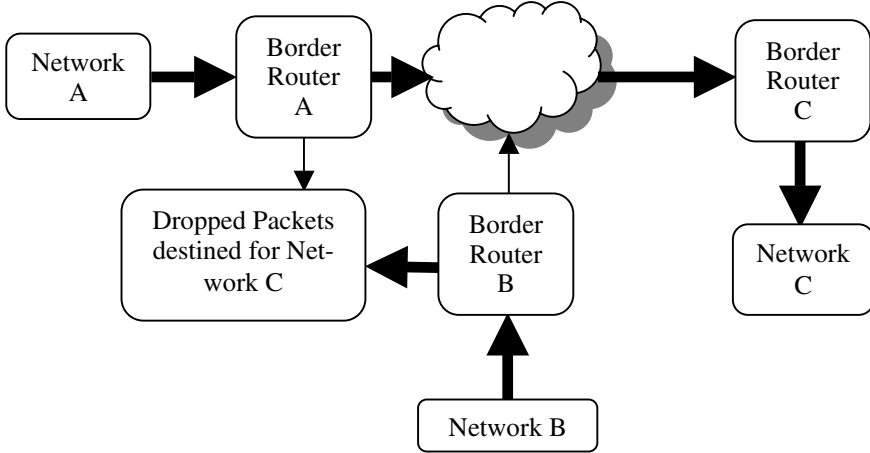 Network
A
Border
Router
A
Border
Router
C
Dropped Packets
destined for Net-
work C
Border
Router
B
Network
C
Network B